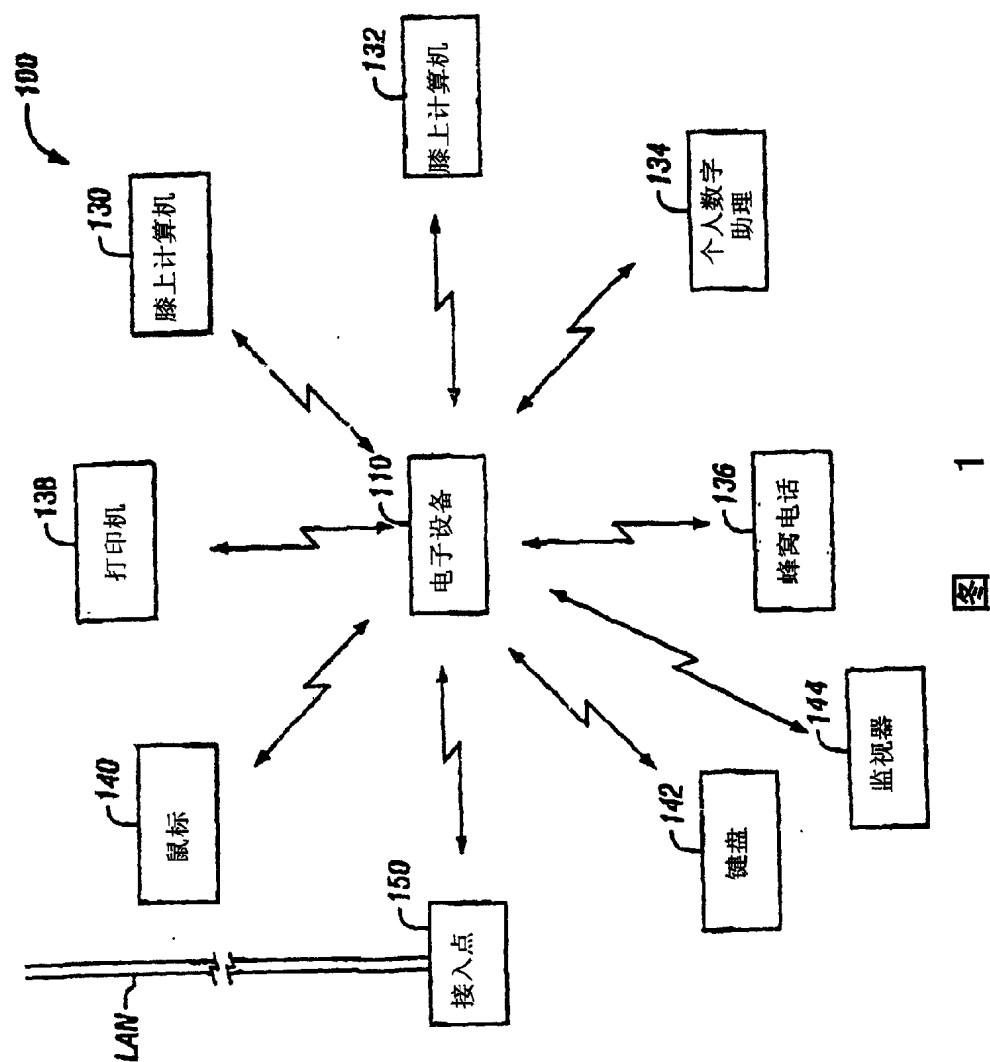 100
138
打印机
130
膝上计算机
132
膝上计算机
140
鼠标
110
电子设备
134
个人数字
助理
LAN
150
接入点
142
键盘
144
监视器
136
蜂窝电话
图 1